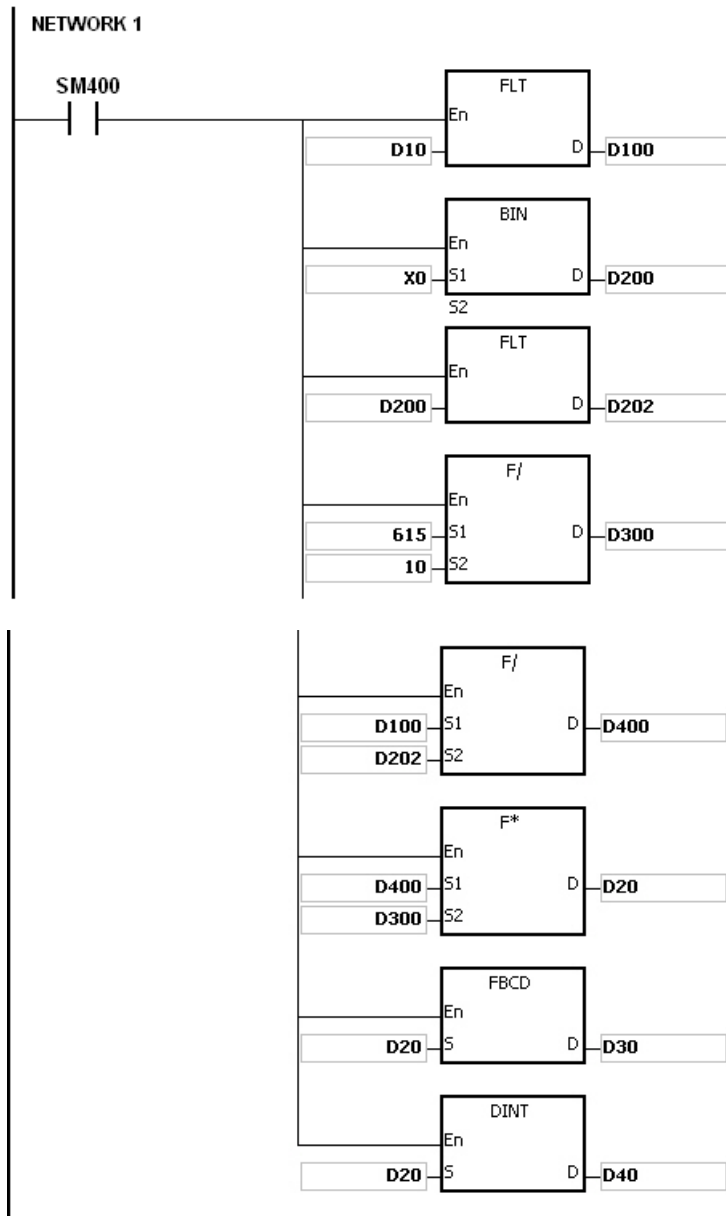 NETWORK 1
SM400
FLT
En
D10 D D100
BIN
En
X0 S1 D D200
S2
FLT
En
D200 D D202
F/
En
615 S1 D D300
10 S2
F/
En
D100 S1 D D400
D202 S2
F*
En
D400 S1 D D20
D300 S2
FBCD
En
D20 S D D30
DINT
En
D20 S D D40